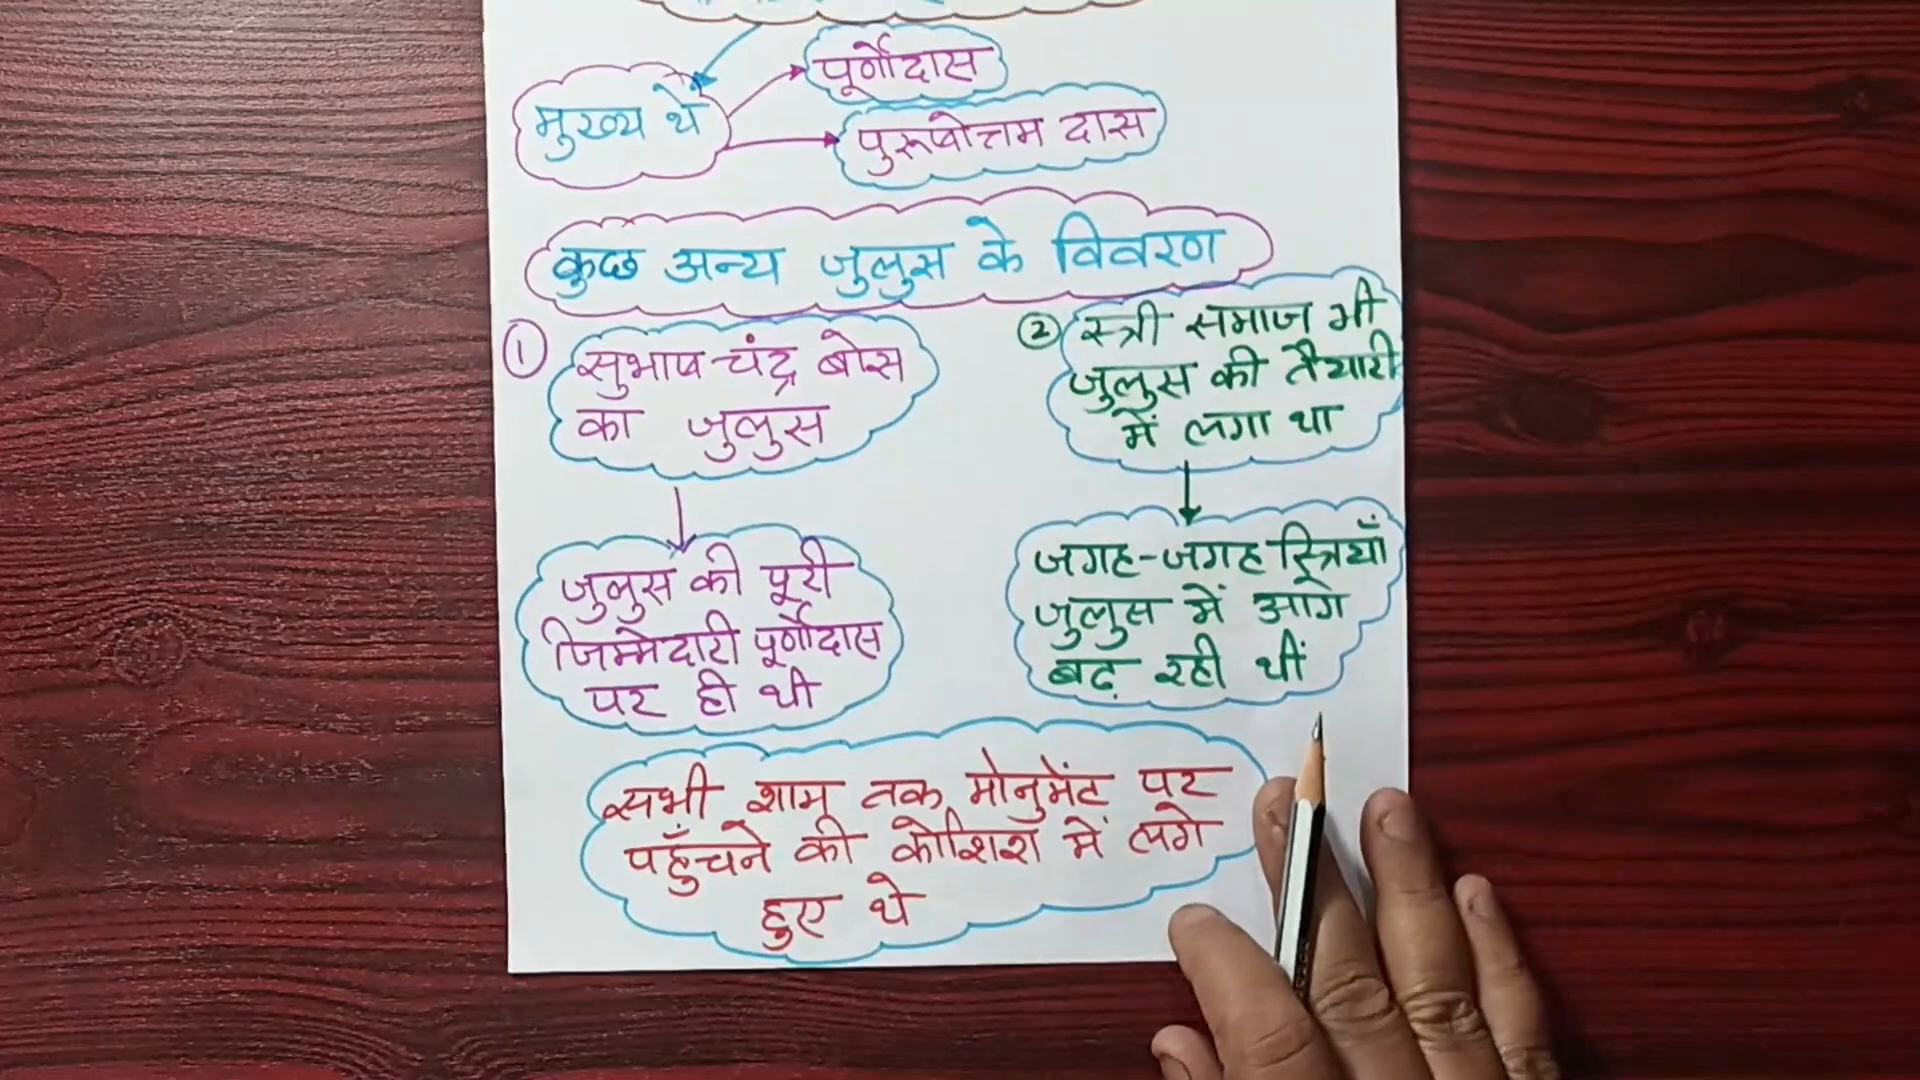 पूर्णोदास
मुख्य थे
पुरूषोत्तम दास
कुछ अन्य जुलुस के विवरण
① सुभाष चंद्र बोस
का जुलुस
② स्त्री समाज भी
जुलुस की तैयारी
में लगा था
जुलुस की पूरी
जिम्मेदारी पूर्णोदास
पर ही थी
जगह-जगह स्त्रियाँ
जुलुस में आगे
बढ़ रही थीं
सभी शाम तक मोनुमेंट पर
पहुँचने की कोशिश में लगे
हुए थे